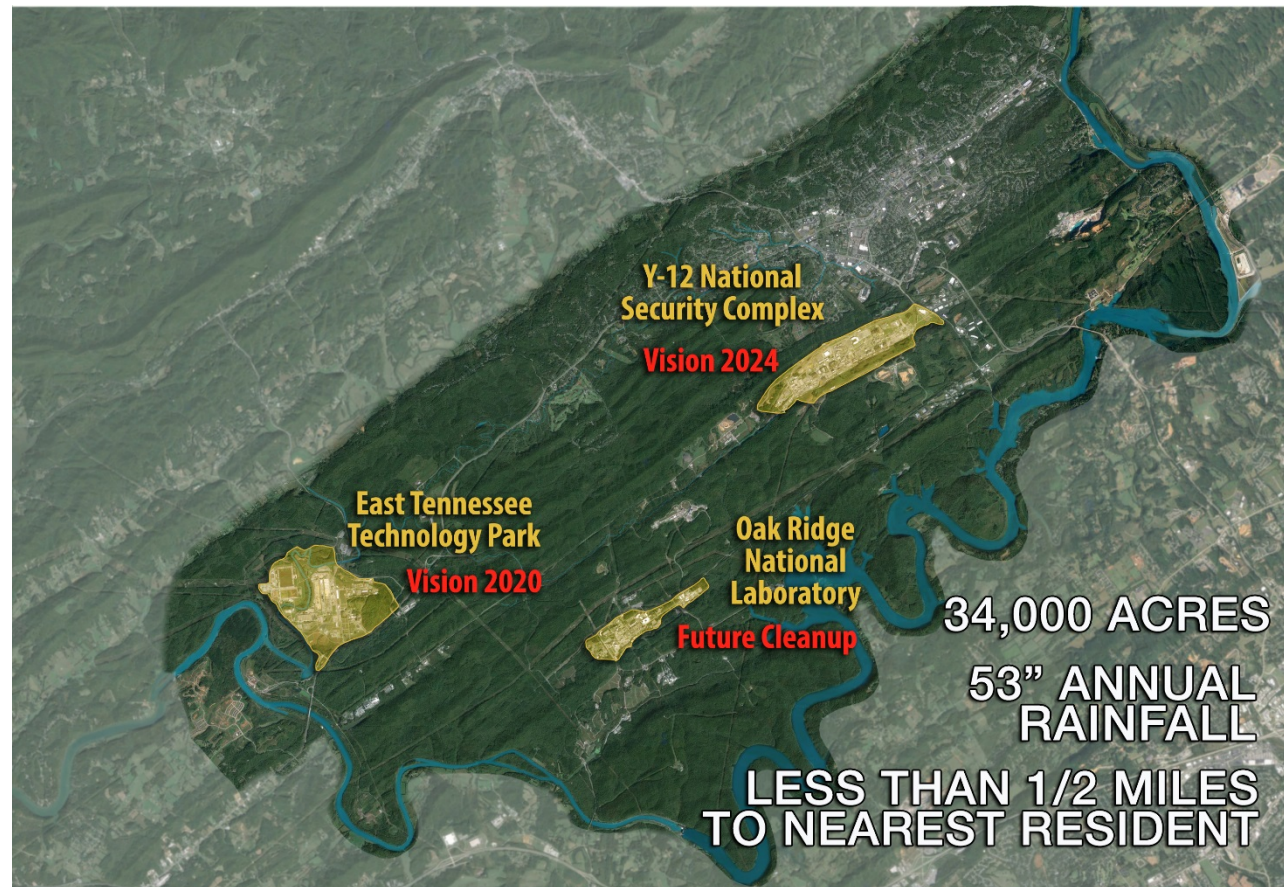 Y-12 National
Security Complex
Vision 2024
East Tennessee
Technology Park
Vision 2020
Oak Ridge
National
Laboratory
Future Cleanup
34,000 ACRES
53” ANNUAL
RAINFALL
LESS THAN 1/2 MILES
TO NEAREST RESIDENT